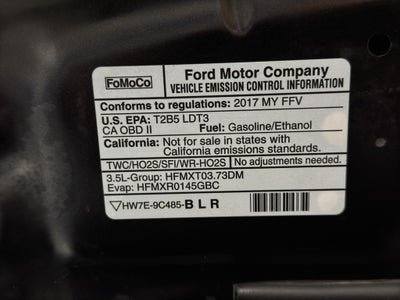 FoMoCo
Ford Motor Company
VEHICLE EMISSION CONTROL INFORMATION
Conforms to regulations: 2017 MY FFV
U.S. EPA: T2B5 LDT3
CA OBD II Fuel: Gasoline/Ethanol
California: Not for sale in states with
California emissions standards.
TWC/HO2S/SFI/WR-HO2S No adjustments needed.
3.5L-Group: HFMXT03.73DM
Evap: HFMXR0145GBC
HW7E-9C485-BLR